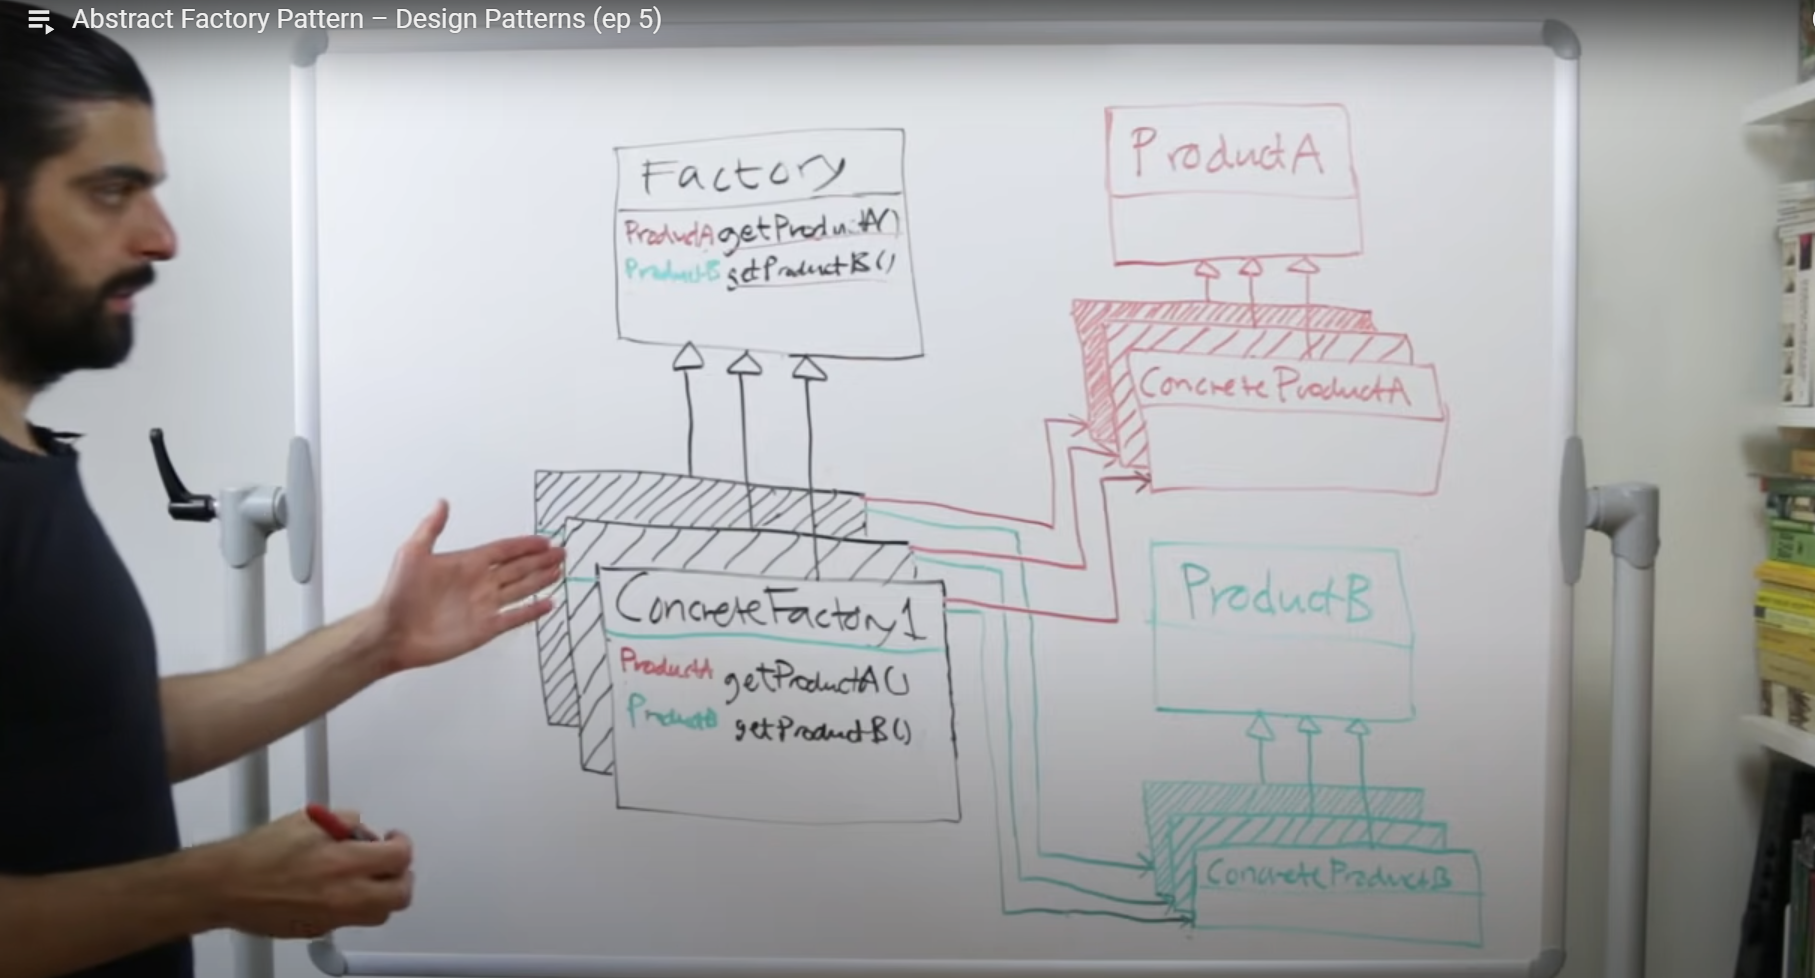 Abstract Factory Pattern – Design Patterns (ep 5)
Factory
ProductA getProductA()
ProductB getProductB()
ConcreteFactory1
ProductA getProductA()
ProductB getProductB()
ProductA
ConcreteProductA
ProductB
ConcreteProductB